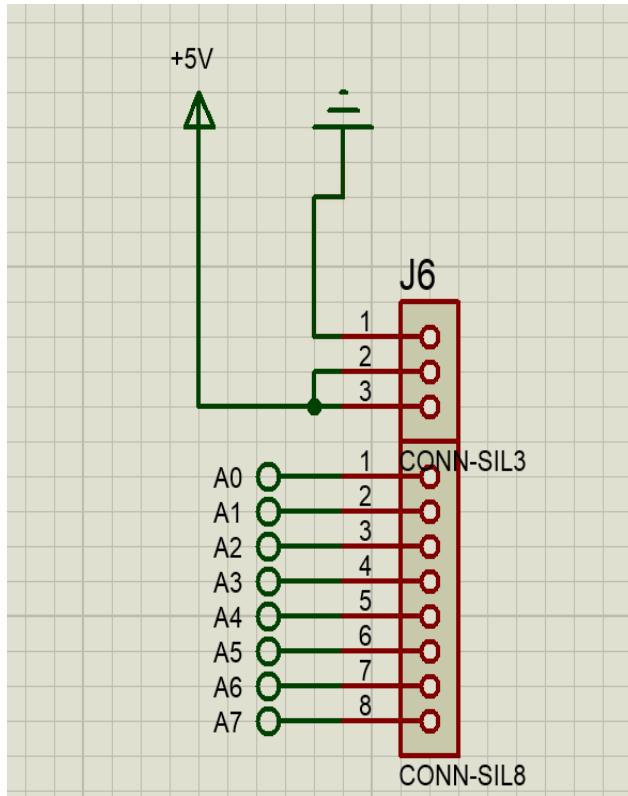 +5V
J6
1
2
3
CONN-SIL3
A0 1
A1 2
A2 3
A3 4
A4 5
A5 6
A6 7
A7 8
CONN-SIL8